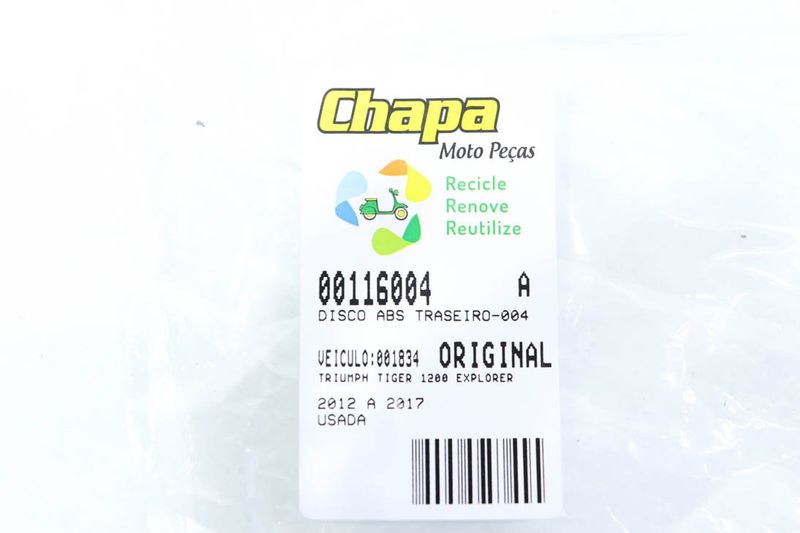 Chapa
Moto Peças
Recicle
Renove
Reutilize
00116004 A
DISCO ABS TRASEIRO-004
VEICULO:001834 ORIGINAL
TRIUMPH TIGER 1200 EXPLORER
2012 A 2017
USADA